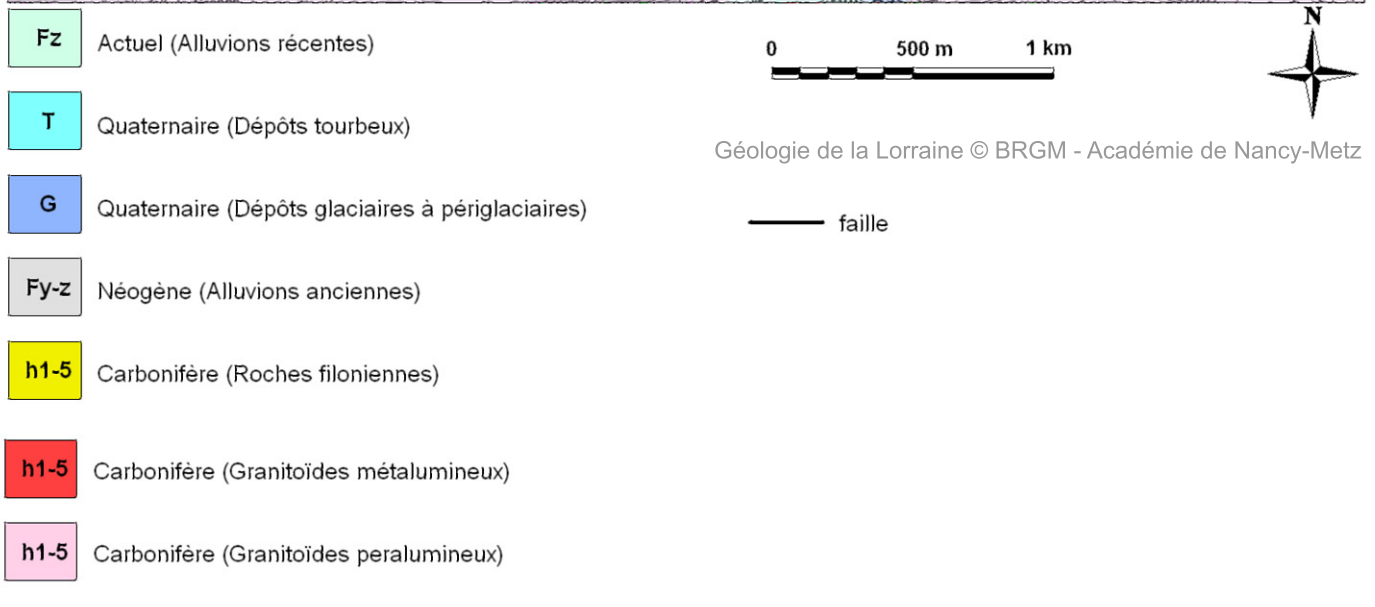 Fz Actuel (Alluvions récentes)
T Quaternaire (Dépôts tourbeux)
G Quaternaire (Dépôts glaciaires à périglaciaires)
Fy-z Néogène (Alluvions anciennes)
h1-5 Carbonifère (Roches filoniennes)
h1-5 Carbonifère (Granitoïdes métalumineux)
h1-5 Carbonifère (Granitoïdes peralumineux)
0 500 m 1 km
N
Géologie de la Lorraine © BRGM - Académie de Nancy-Metz
faille